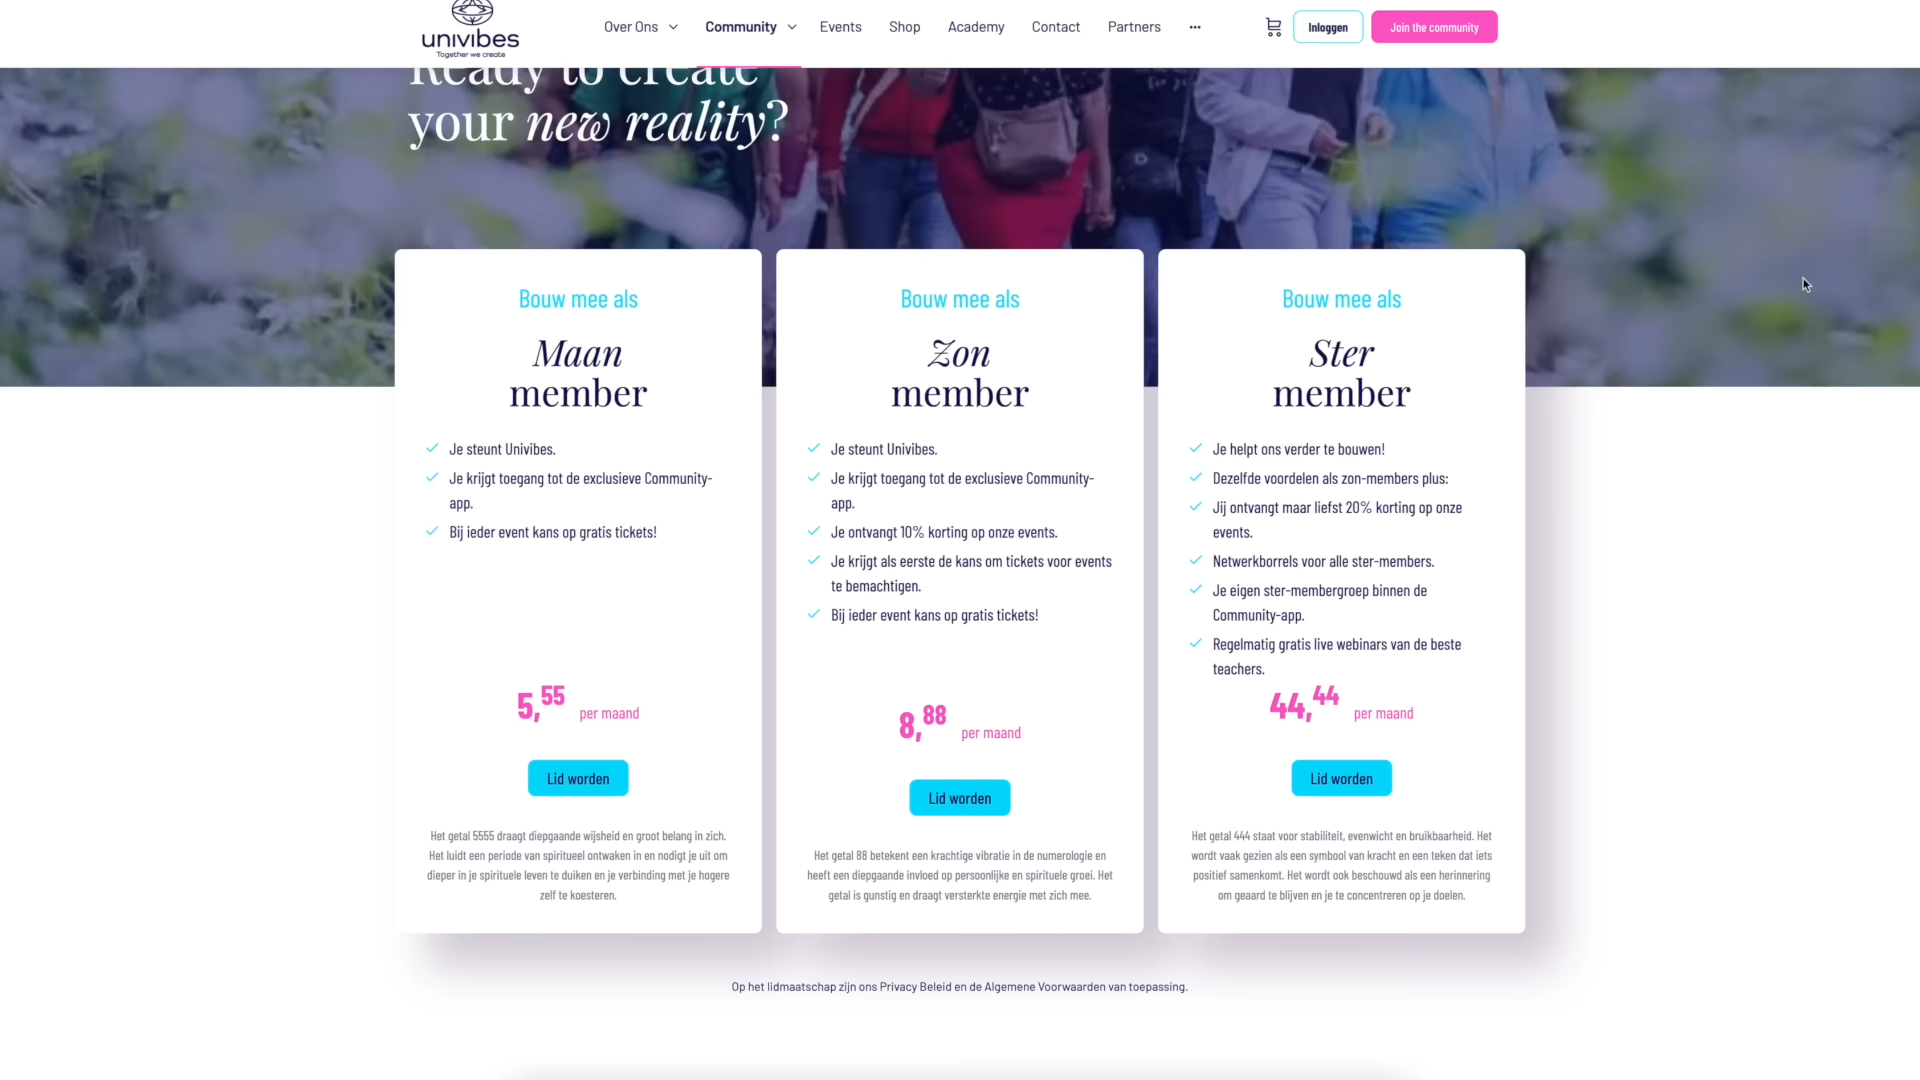 univibes
Together we create
Over Ons
Community
Events
Shop
Academy
Contact
Partners
Inloggen
Join the community
Ready to create
your new reality?
Bouw mee als
Maan
member
Je steunt Univibes.
Je krijgt toegang tot de exclusieve Community-
app.
Bij ieder event kans op gratis tickets!
5,55 per maand
Lid worden
Het getal 5555 draagt diepgaande wijsheid en groot belang in zich.
Het luidt een periode van spiritueel ontwaken in en nodigt je uit om
dieper in je spirituele leven te duiken en je verbinding met je hogere
zelf te koesteren.
Bouw mee als
Zon
member
Je steunt Univibes.
Je krijgt toegang tot de exclusieve Community-
app.
Je ontvangt 10% korting op onze events.
Je krijgt als eerste de kans om tickets voor events
te bemachtigen.
Bij ieder event kans op gratis tickets!
8,88 per maand
Lid worden
Het getal 88 betekent een krachtige vibratie in de numerologie en
heeft een diepgaande invloed op persoonlijke en spirituele groei. Het
getal is gunstig en draagt versterkte energie met zich mee.
Bouw mee als
Ster
member
Je helpt ons verder te bouwen!
Dezelfde voordelen als zon-members plus:
Jij ontvangt maar liefst 20% korting op onze
events.
Netwerkborrels voor alle ster-members.
Je eigen ster-membergroep binnen de
Community-app.
Regelmatig gratis live webinars van de beste
teachers.
44,44 per maand
Lid worden
Het getal 444 staat voor stabiliteit, evenwicht en bruikbaarheid. Het
wordt vaak gezien als een symbool van kracht en een teken dat iets
positief samenkomt. Het wordt ook beschouwd als een herinnering
om geaard te blijven en je te concentreren op je doelen.
Op het lidmaatschap zijn ons Privacy Beleid en de Algemene Voorwaarden van toepassing.